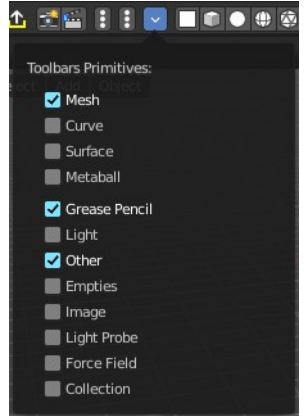 Toolbars Primitives:
Mesh
Curve
Surface
Metaball
Grease Pencil
Light
Other
Empties
Image
Light Probe
Force Field
Collection